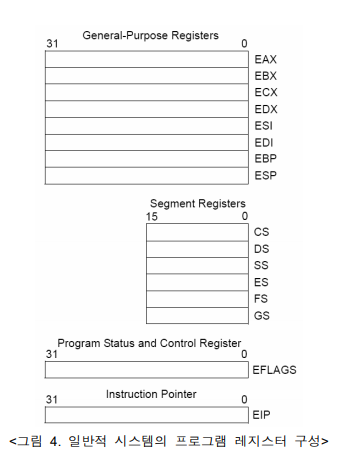 General-Purpose Registers
31 0
EAX
EBX
ECX
EDX
ESI
EDI
EBP
ESP
Segment Registers
15 0
CS
DS
SS
ES
FS
GS
Program Status and Control Register
31 0
EFLAGS
Instruction Pointer
31 0
EIP
<그림 4. 일반적 시스템의 프로그램 레지스터 구성>